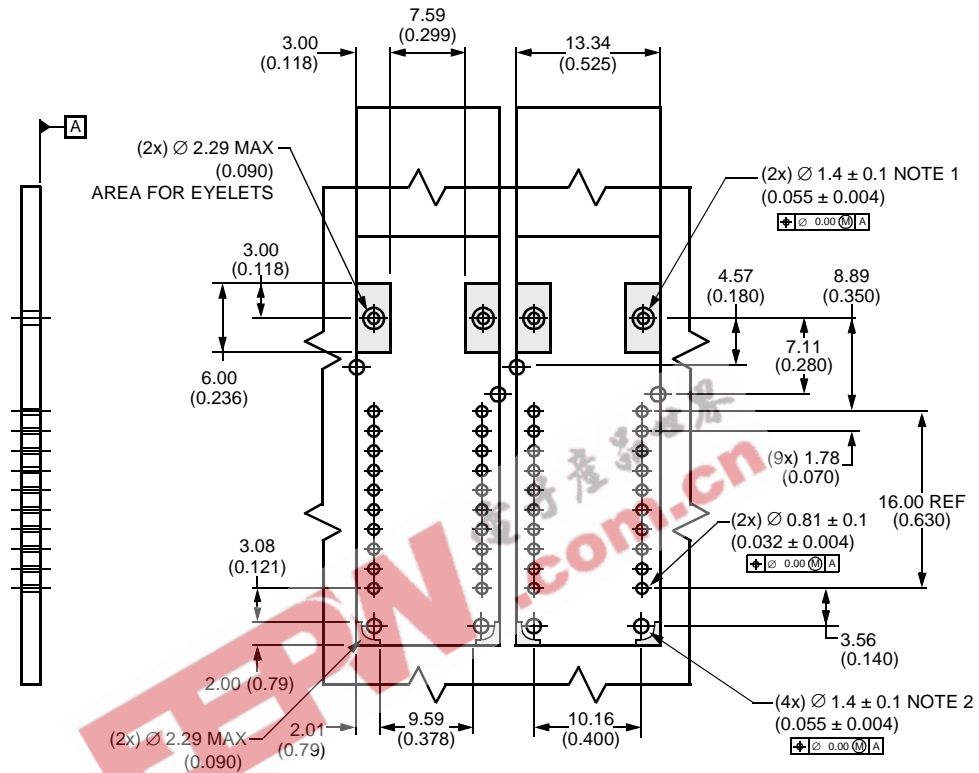 7.59
(0.299)
3.00
(0.118)
13.34
(0.525)
A
(2x) ∅ 2.29 MAX
(0.090)
AREA FOR EYELETS
(2x) ∅ 1.4 ± 0.1 NOTE 1
(0.055 ± 0.004)
⌖ ∅ 0.00 Ⓜ A
3.00
(0.118)
4.57
(0.180)
8.89
(0.350)
7.11
(0.280)
6.00
(0.236)
(9x) 1.78
(0.070)
16.00 REF
(0.630)
(2x) ∅ 0.81 ± 0.1
(0.032 ± 0.004)
⌖ ∅ 0.00 Ⓜ A
3.08
(0.121)
3.56
(0.140)
2.00 (0.79)
2.01
(0.79)
9.59
(0.378)
10.16
(0.400)
(4x) ∅ 1.4 ± 0.1 NOTE 2
(0.055 ± 0.004)
⌖ ∅ 0.00 Ⓜ A
(2x) ∅ 2.29 MAX
(0.090)
電子產品世界
.com.cn